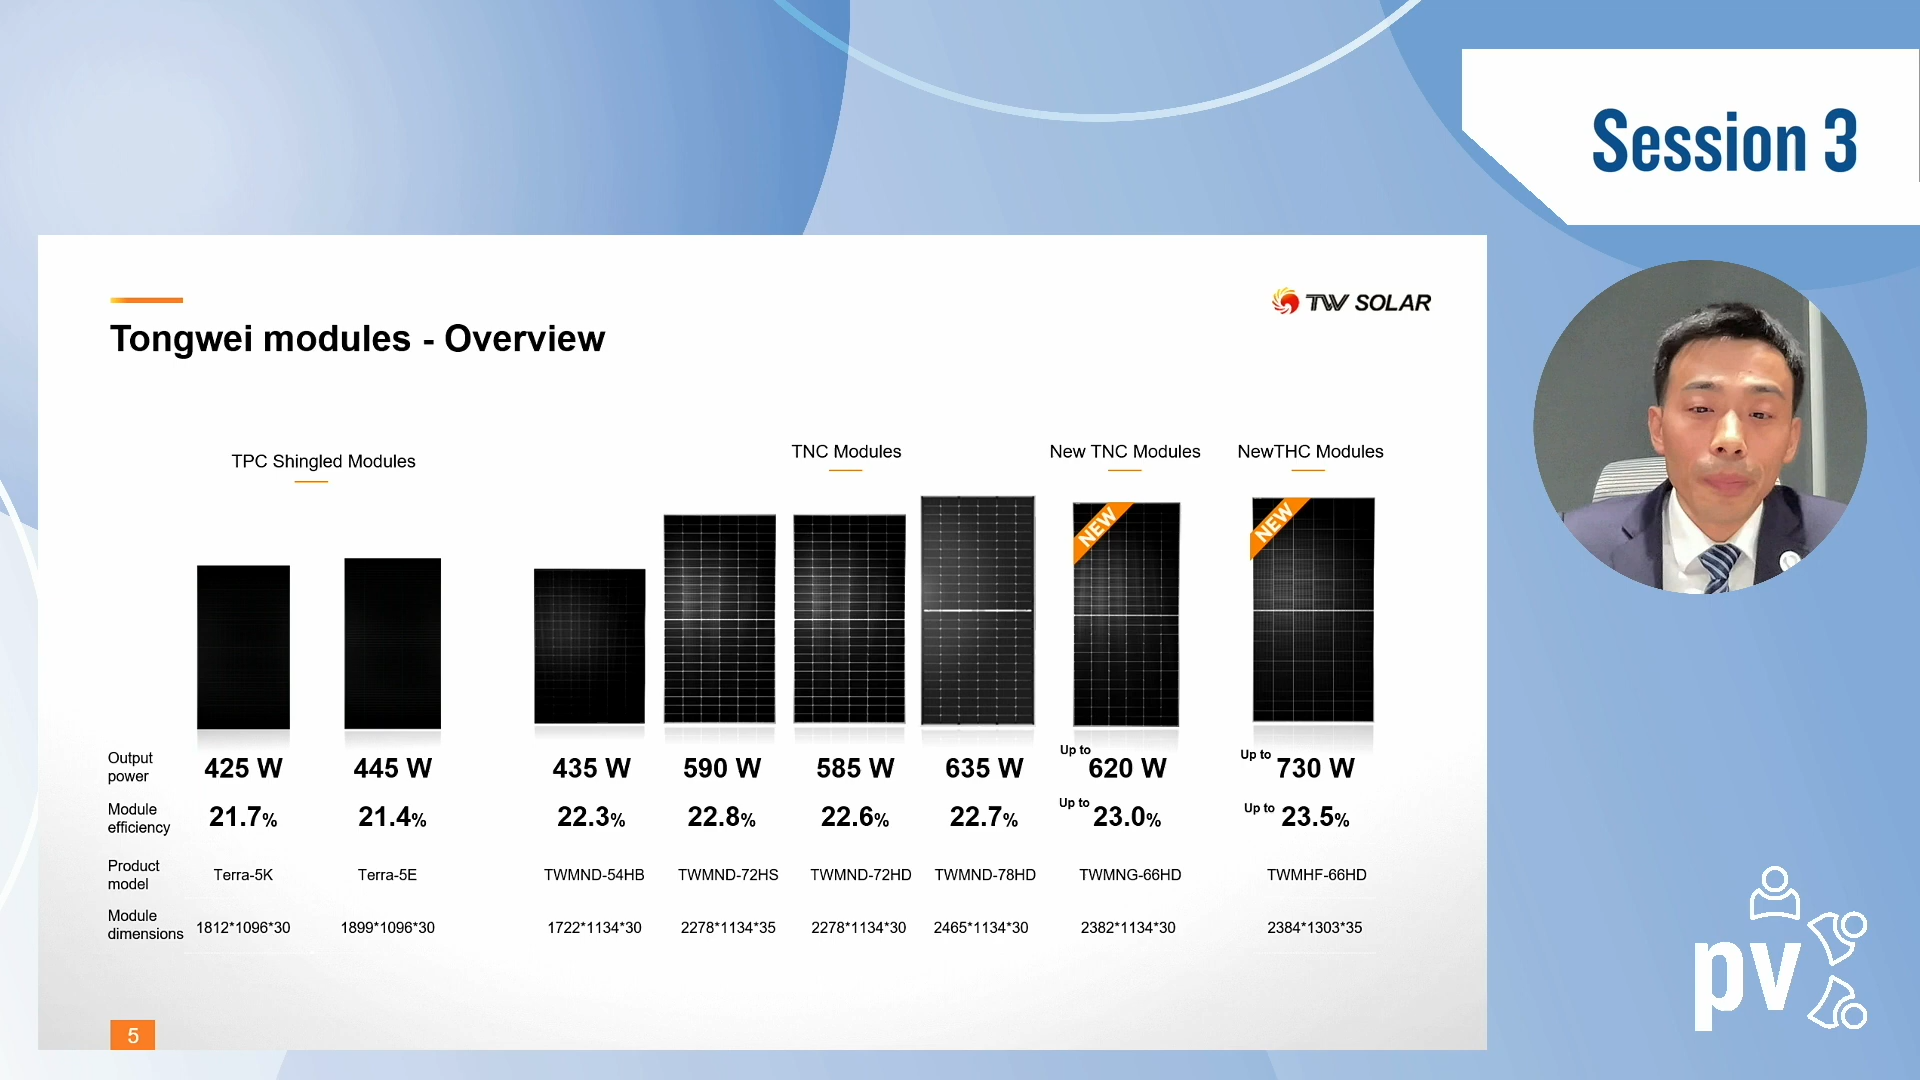 Session 3
TW SOLAR
Tongwei modules - Overview
TPC Shingled Modules
TNC Modules
New TNC Modules
NewTHC Modules
NEW
NEW
Output power 425 W 445 W 435 W 590 W 585 W 635 W Up to 620 W Up to 730 W
Module efficiency 21.7% 21.4% 22.3% 22.8% 22.6% 22.7% Up to 23.0% Up to 23.5%
Product model Terra-5K Terra-5E TWMND-54HB TWMND-72HS TWMND-72HD TWMND-78HD TWMNG-66HD TWMHF-66HD
Module dimensions 1812*1096*30 1899*1096*30 1722*1134*30 2278*1134*35 2278*1134*30 2465*1134*30 2382*1134*30 2384*1303*35
5
pv